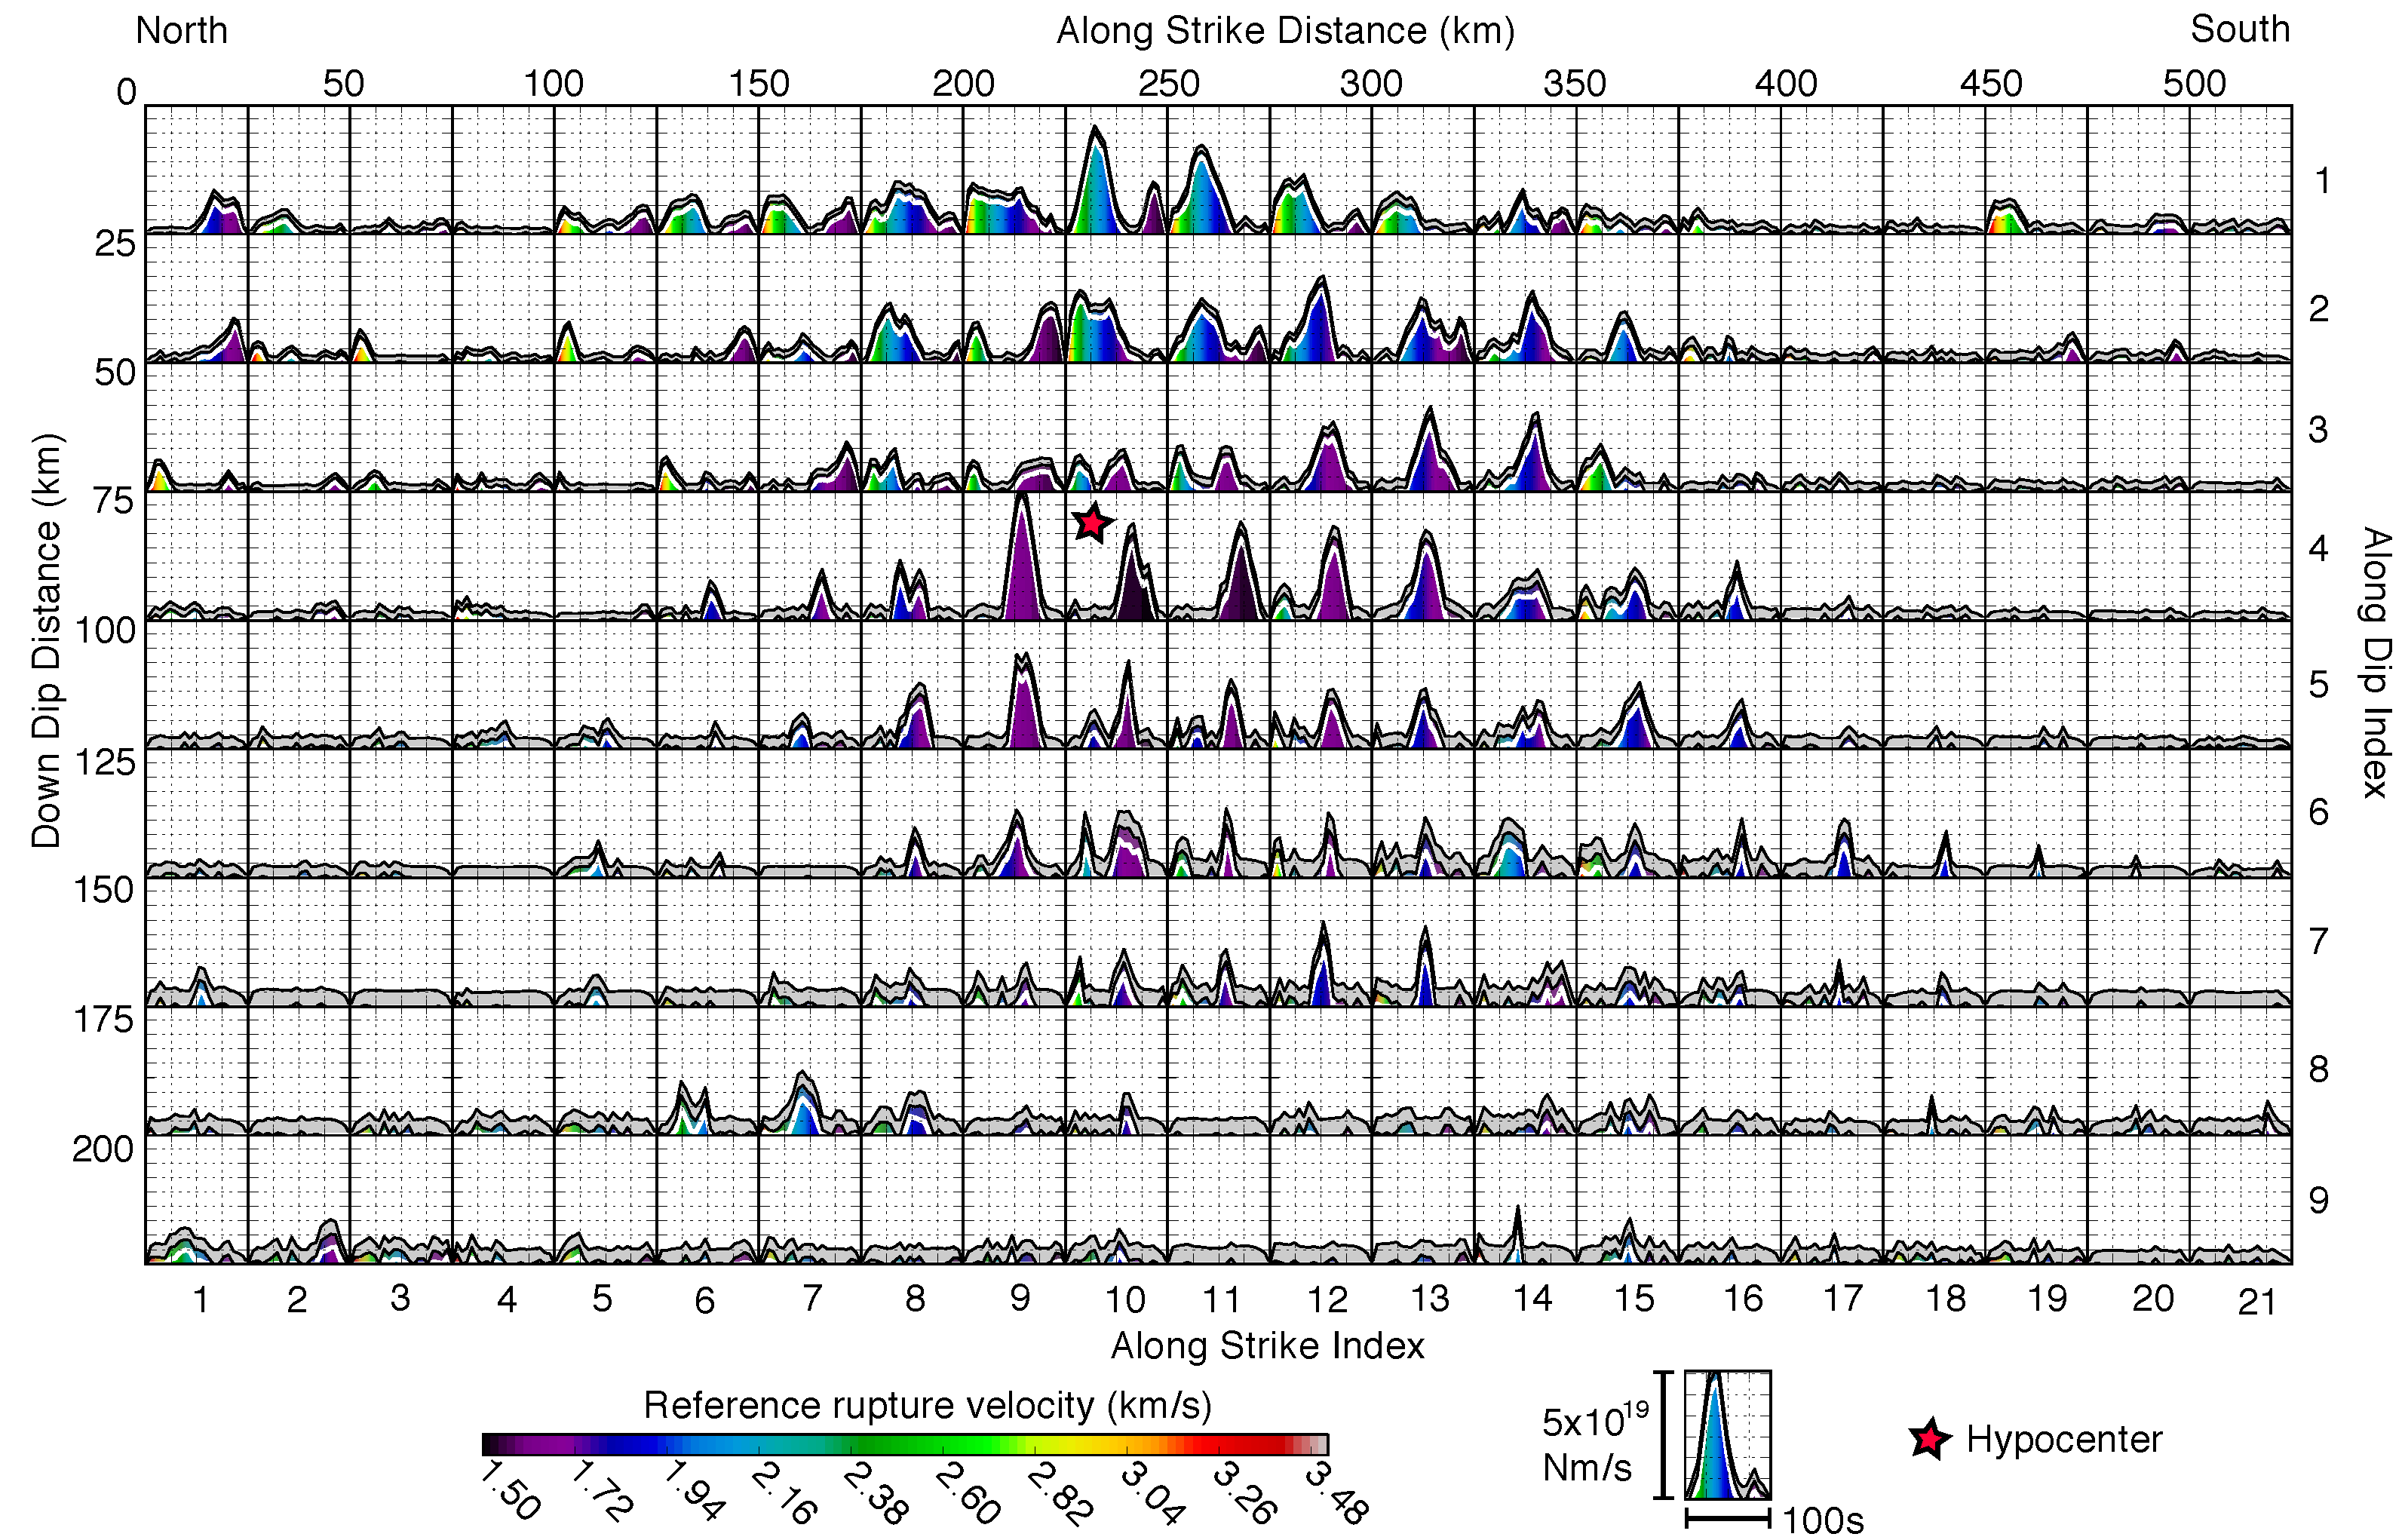 North Along Strike Distance (km) South
0 50 100 150 200 250 300 350 400 450 500
1
25
2
50
3
75
4
100
5
125
6
150
7
175
8
200
9
Down Dip Distance (km)
Along Dip Index
1 2 3 4 5 6 7 8 9 10 11 12 13 14 15 16 17 18 19 20 21
Along Strike Index
Reference rupture velocity (km/s)
1.50 1.72 1.94 2.16 2.38 2.60 2.82 3.04 3.26 3.48
5x10¹⁹
Nm/s
100s
Hypocenter